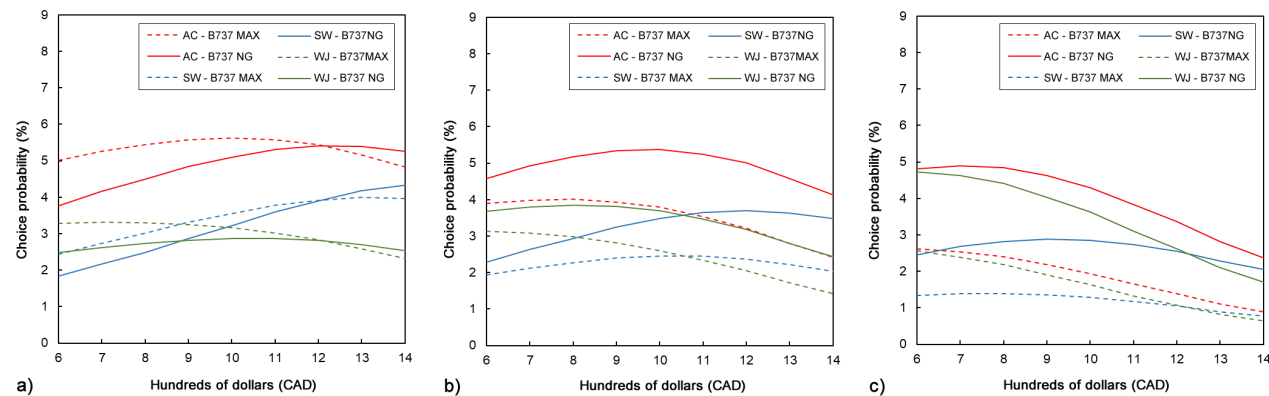 9
8
7
6
5
4
3
2
1
0
Choice probability (%)
AC - B737 MAX
SW - B737NG
AC - B737 NG
WJ - B737MAX
SW - B737 MAX
WJ - B737 NG
6 7 8 9 10 11 12 13 14
Hundreds of dollars (CAD)
a)
9
8
7
6
5
4
3
2
1
0
Choice probability (%)
AC - B737 MAX
SW - B737NG
AC - B737 NG
WJ - B737MAX
SW - B737 MAX
WJ - B737 NG
6 7 8 9 10 11 12 13 14
Hundreds of dollars (CAD)
b)
9
8
7
6
5
4
3
2
1
0
Choice probability (%)
AC - B737 MAX
SW - B737NG
AC - B737 NG
WJ - B737MAX
SW - B737 MAX
WJ - B737 NG
6 7 8 9 10 11 12 13 14
Hundreds of dollars (CAD)
c)